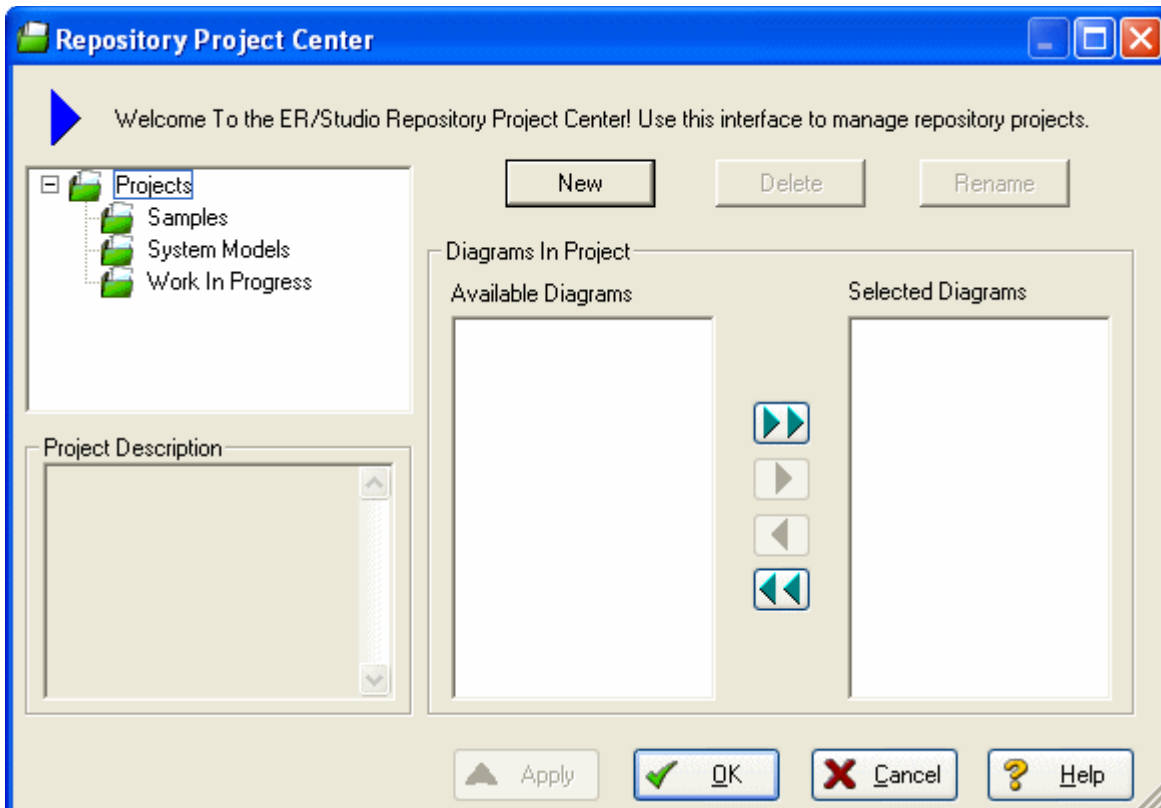 Repository Project Center
Welcome To the ER/Studio Repository Project Center! Use this interface to manage repository projects.
Projects
Samples
System Models
Work In Progress
New
Delete
Rename
Diagrams In Project
Available Diagrams
Selected Diagrams
Project Description
Apply
OK
Cancel
Help